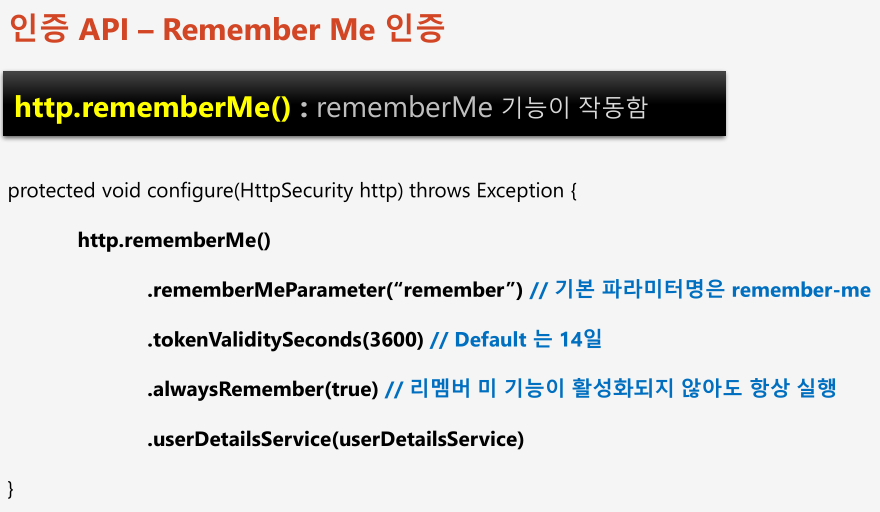 인증 API – Remember Me 인증
http.rememberMe() : rememberMe 기능이 작동함
protected void configure(HttpSecurity http) throws Exception {
http.rememberMe()
.rememberMeParameter(“remember”) // 기본 파라미터명은 remember-me
.tokenValiditySeconds(3600) // Default 는 14일
.alwaysRemember(true) // 리멤버 미 기능이 활성화되지 않아도 항상 실행
.userDetailsService(userDetailsService)
}